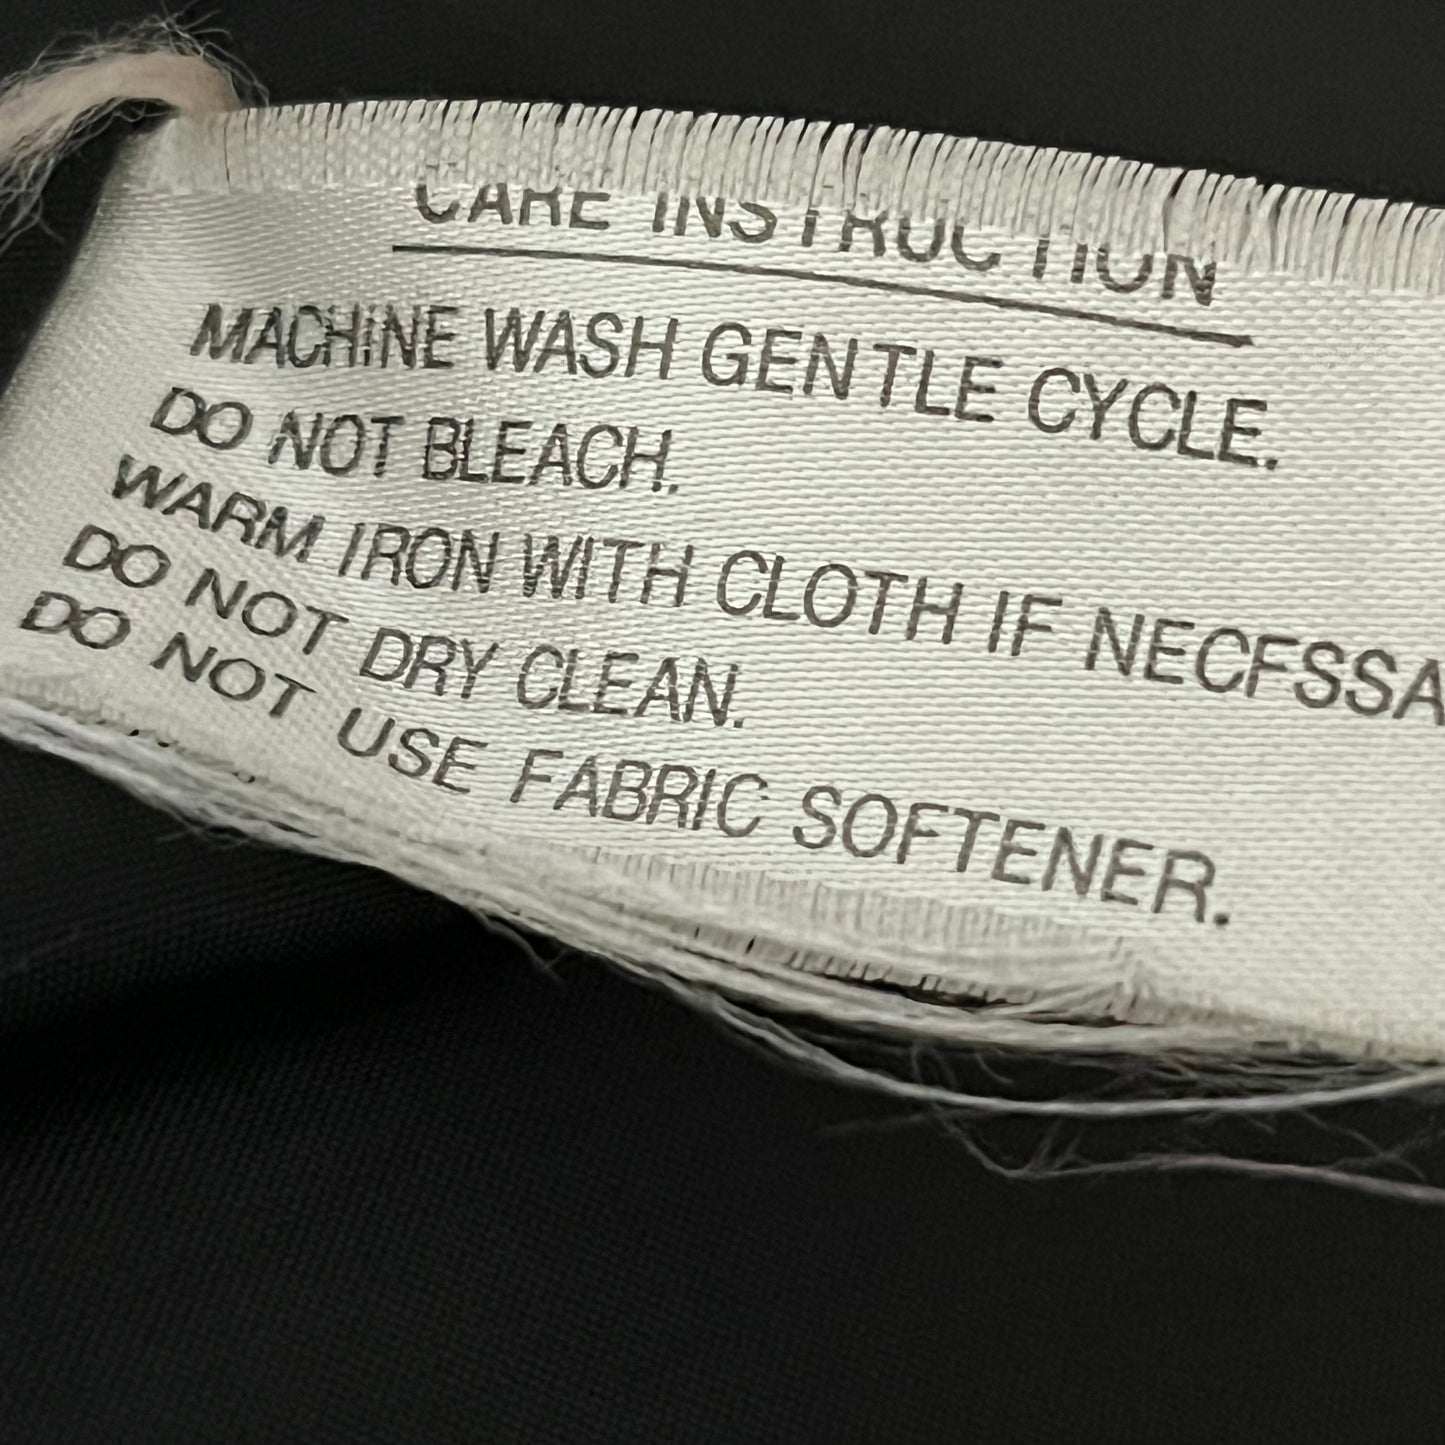 CARE INSTRUCTION
MACHINE WASH GENTLE CYCLE.
DO NOT BLEACH.
WARM IRON WITH CLOTH IF NECESSA
DO NOT DRY CLEAN.
DO NOT USE FABRIC SOFTENER.